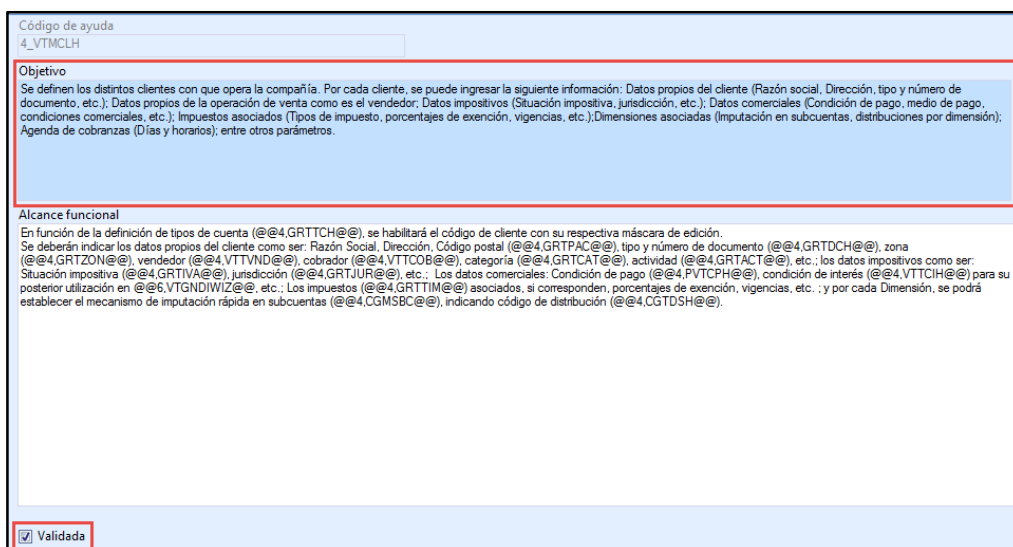 Código de ayuda
4_VTMCLH
Objetivo
Se definen los distintos clientes con que opera la compañía. Por cada cliente, se puede ingresar la siguiente información: Datos propios del cliente (Razón social, Dirección, tipo y número de
documento, etc.); Datos propios de la operación de venta como es el vendedor; Datos impositivos (Situación impositiva, jurisdicción, etc.); Datos comerciales (Condición de pago, medio de pago,
condiciones comerciales, etc.); Impuestos asociados (Tipos de impuesto, porcentajes de exención, vigencias, etc.);Dimensiones asociadas (Imputación en subcuentas, distribuciones por dimensión);
Agenda de cobranzas (Días y horarios); entre otros parámetros.
Alcance funcional
En función de la definición de tipos de cuenta (@@4,GRTTCH@@), se habilitará el código de cliente con su respectiva máscara de edición.
Se deberán indicar los datos propios del cliente como ser: Razón Social, Dirección, Código postal (@@4,GRTPAC@@), tipo y número de documento (@@4,GRTDCH@@), zona
(@@4,GRTZON@@), vendedor (@@4,VTTVND@@), cobrador (@@4,VTTCOB@@), categoría (@@4,GRTCAT@@), actividad (@@4,GRTACT@@), etc.; los datos impositivos como ser:
Situación impositiva (@@4,GRTIVA@@), jurisdicción (@@4,GRTJUR@@), etc.;  Los datos comerciales: Condición de pago (@@4,PVTCPH@@), condición de interés (@@4,VTTCIH@@) para su
posterior utilización en @@6,VTGNDIWIZ@@, etc.; Los impuestos (@@4,GRTTIM@@) asociados, si corresponden, porcentajes de exención, vigencias, etc. ; y por cada Dimensión, se podrá
establecer el mecanismo de imputación rápida en subcuentas (@@4,CGMSBC@@), indicando código de distribución (@@4,CGTDSH@@).
Validada